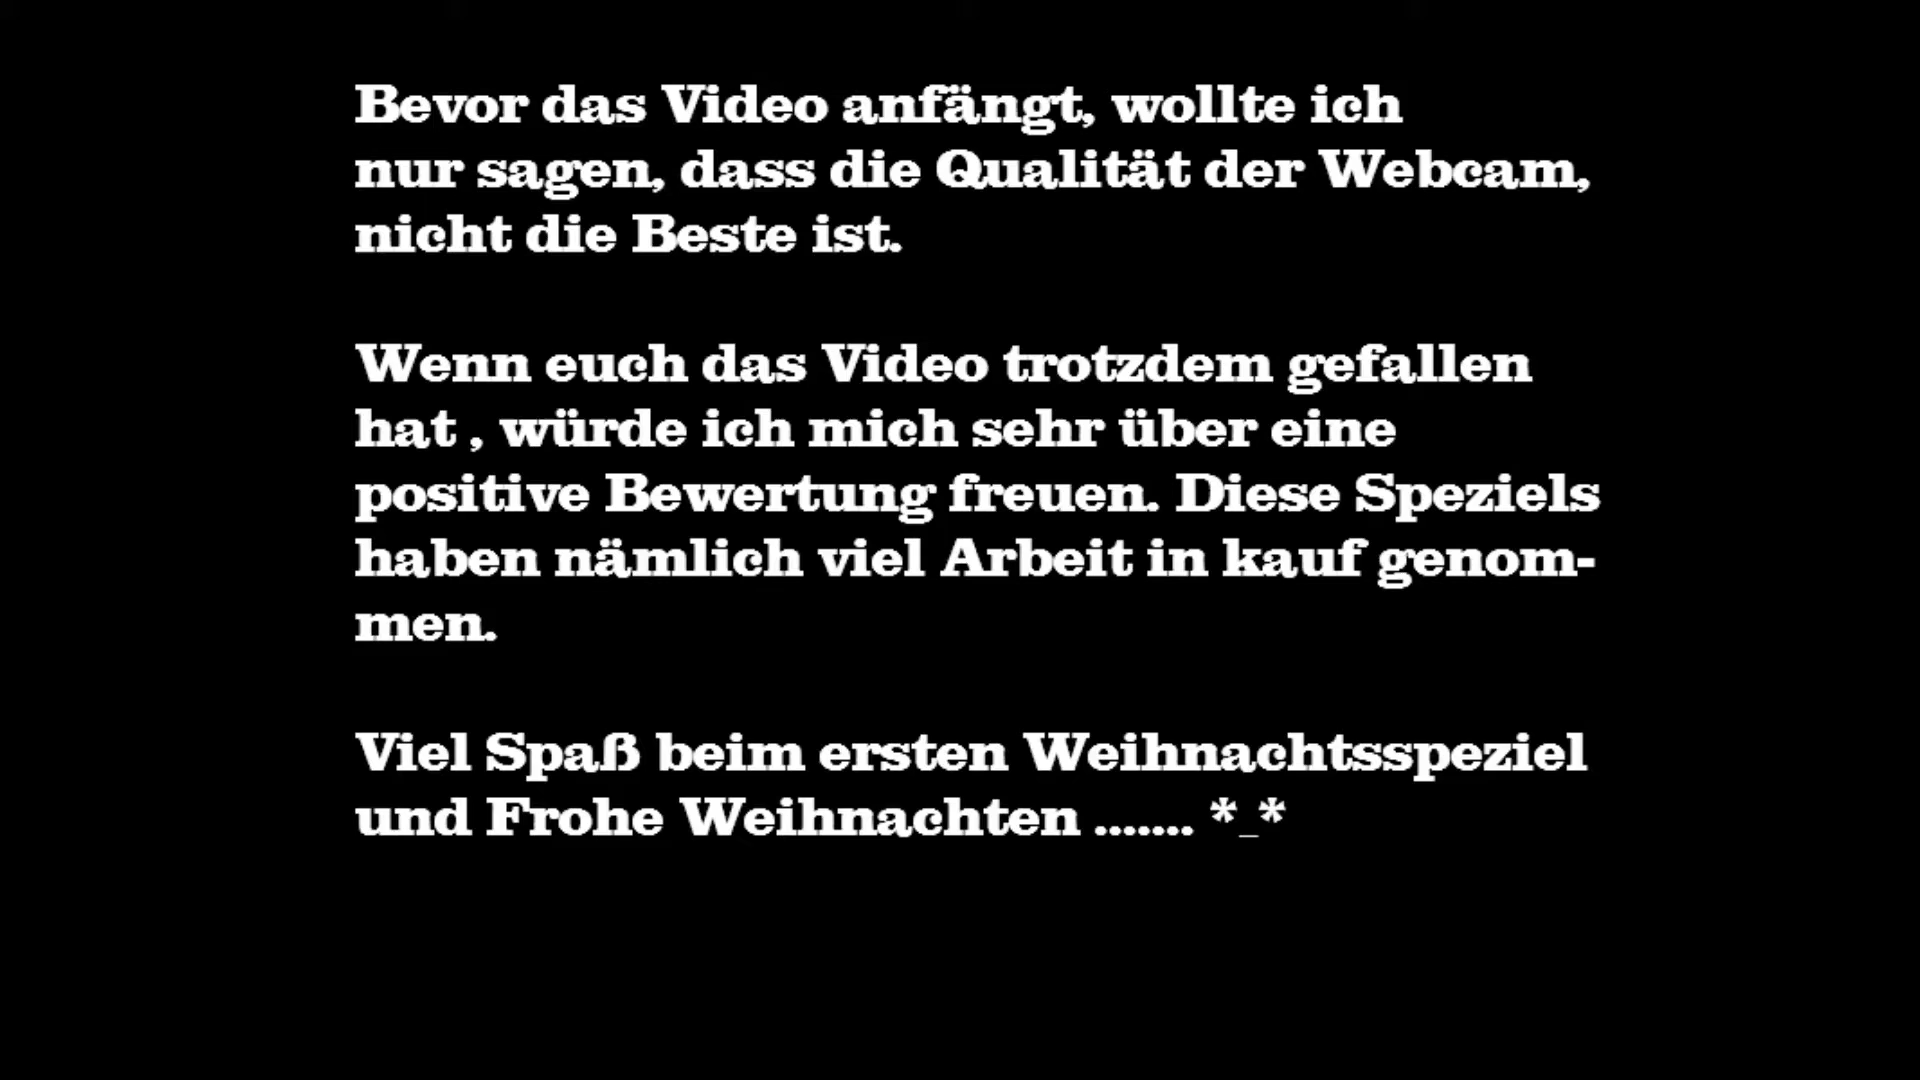 Bevor das Video anfängt, wollte ich
nur sagen, dass die Qualität der Webcam,
nicht die Beste ist.
Wenn euch das Video trotzdem gefallen
hat , würde ich mich sehr über eine
positive Bewertung freuen. Diese Speziels
haben nämlich viel Arbeit in kauf genom-
men.
Viel Spaß beim ersten Weihnachtsspeziel
und Frohe Weihnachten ....... *_*